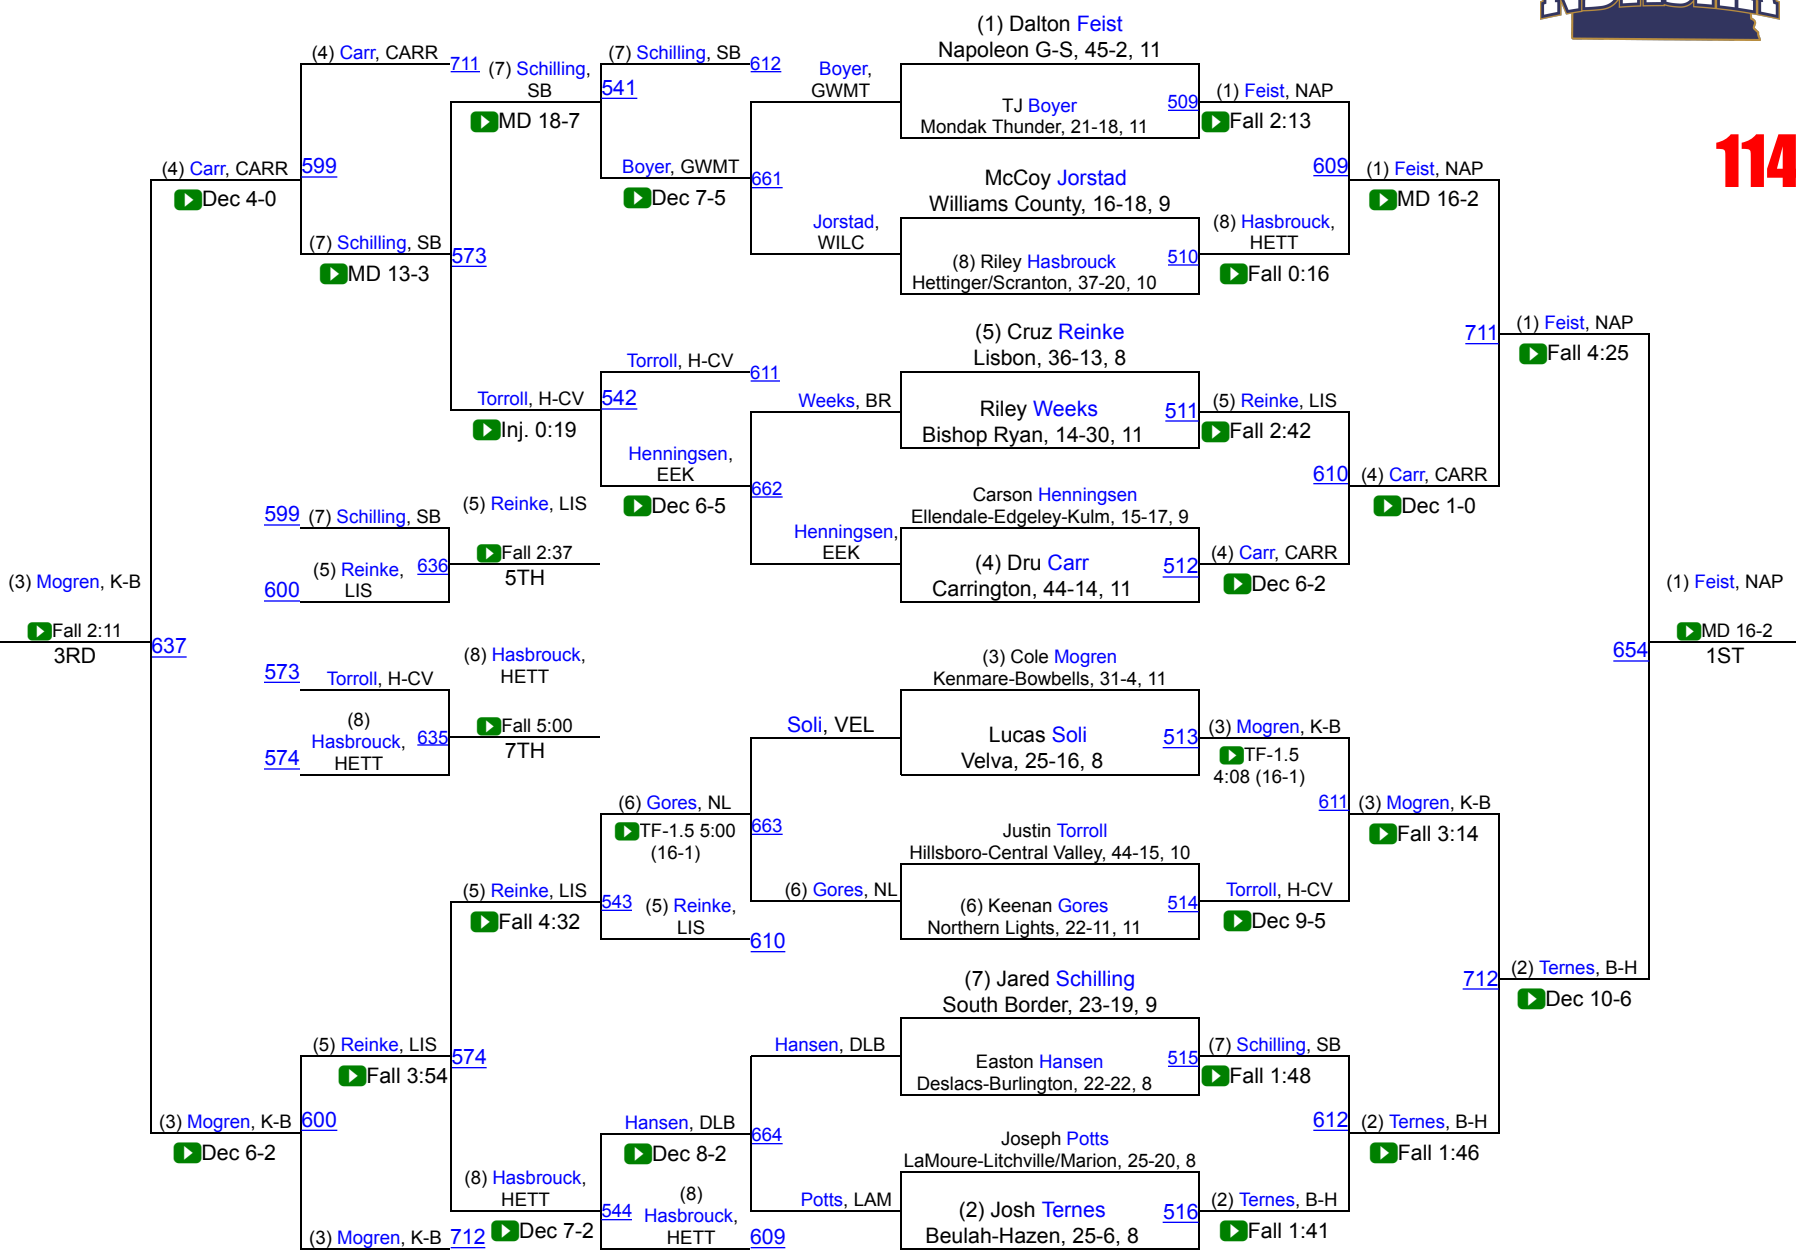 NDHSAA
114
(1) Dalton Feist
Napoleon G-S, 45-2, 11
TJ Boyer
Mondak Thunder, 21-18, 11
509
McCoy Jorstad
Williams County, 16-18, 9
(8) Riley Hasbrouck
Hettinger/Scranton, 37-20, 10
510
(5) Cruz Reinke
Lisbon, 36-13, 8
Riley Weeks
Bishop Ryan, 14-30, 11
511
Carson Henningsen
Ellendale-Edgeley-Kulm, 15-17, 9
(4) Dru Carr
Carrington, 44-14, 11
512
(3) Cole Mogren
Kenmare-Bowbells, 31-4, 11
Lucas Soli
Velva, 25-16, 8
513
Justin Torroll
Hillsboro-Central Valley, 44-15, 10
(6) Keenan Gores
Northern Lights, 22-11, 11
514
(7) Jared Schilling
South Border, 23-19, 9
Easton Hansen
Deslacs-Burlington, 22-22, 8
515
Joseph Potts
LaMoure-Litchville/Marion, 25-20, 8
(2) Josh Ternes
Beulah-Hazen, 25-6, 8
516
(1) Feist, NAP
Fall 2:13
609
(8) Hasbrouck,
HETT
Fall 0:16
(5) Reinke, LIS
Fall 2:42
610
(4) Carr, CARR
Dec 6-2
(3) Mogren, K-B
TF-1.5
4:08 (16-1)
611
Torroll, H-CV
Dec 9-5
(7) Schilling, SB
Fall 1:48
612
(2) Ternes, B-H
Fall 1:41
(1) Feist, NAP
MD 16-2
711
(4) Carr, CARR
Dec 1-0
(3) Mogren, K-B
Fall 3:14
712
(2) Ternes, B-H
Fall 1:46
(1) Feist, NAP
Fall 4:25
654
(2) Ternes, B-H
Dec 10-6
(1) Feist, NAP
MD 16-2
1ST
Boyer,
GWMT
661
Jorstad,
WILC
Weeks, BR
662
Henningsen,
EEK
Soli, VEL
663
(6) Gores, NL
Hansen, DLB
664
Potts, LAM
(7) Schilling, SB
612
541
Boyer, GWMT
Dec 7-5
Torroll, H-CV
611
542
Henningsen,
EEK
Dec 6-5
(6) Gores, NL
TF-1.5 5:00
(16-1)
543
(5) Reinke,
LIS
610
Hansen, DLB
Dec 8-2
544
(8)
Hasbrouck,
HETT
609
(7) Schilling,
SB
MD 18-7
573
Torroll, H-CV
Inj. 0:19
(5) Reinke, LIS
Fall 4:32
574
(8) Hasbrouck,
HETT
Dec 7-2
(4) Carr, CARR
711
599
(7) Schilling, SB
MD 13-3
(5) Reinke, LIS
Fall 3:54
600
(3) Mogren, K-B
712
(4) Carr, CARR
Dec 4-0
637
(3) Mogren, K-B
Dec 6-2
(3) Mogren, K-B
Fall 2:11
3RD
599
(7) Schilling, SB
600
(5) Reinke,
LIS
636
(5) Reinke, LIS
Fall 2:37
5TH
573
Torroll, H-CV
574
(8)
Hasbrouck,
HETT
635
(8) Hasbrouck,
HETT
Fall 5:00
7TH